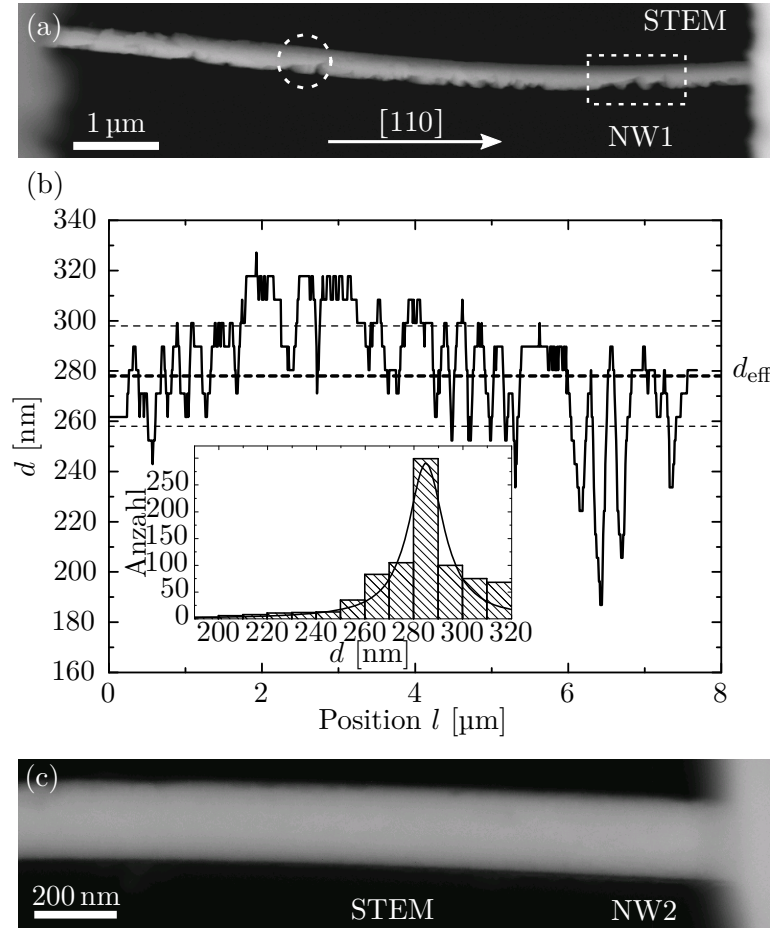 (a)
STEM
1 µm
[110]
NW1
(b)
340
320
300
280
260
240
220
200
180
160
d [nm]
d_eff
250
200
150
100
50
0
Anzahl
200 220 240 260 280 300 320
d [nm]
0 2 4 6 8
Position l [µm]
(c)
200 nm
STEM
NW2